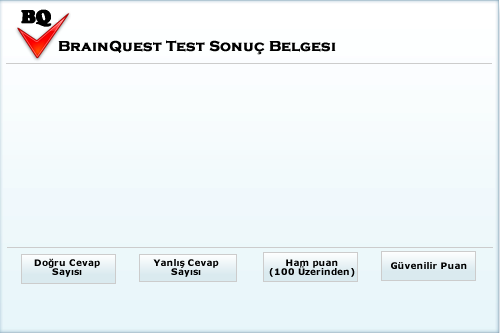 BQ
BrainQuest Test Sonuç Belgesi
Doğru Cevap
Sayısı
Yanlış Cevap
Sayısı
Ham puan
(100 Üzerinden)
Güvenilir Puan